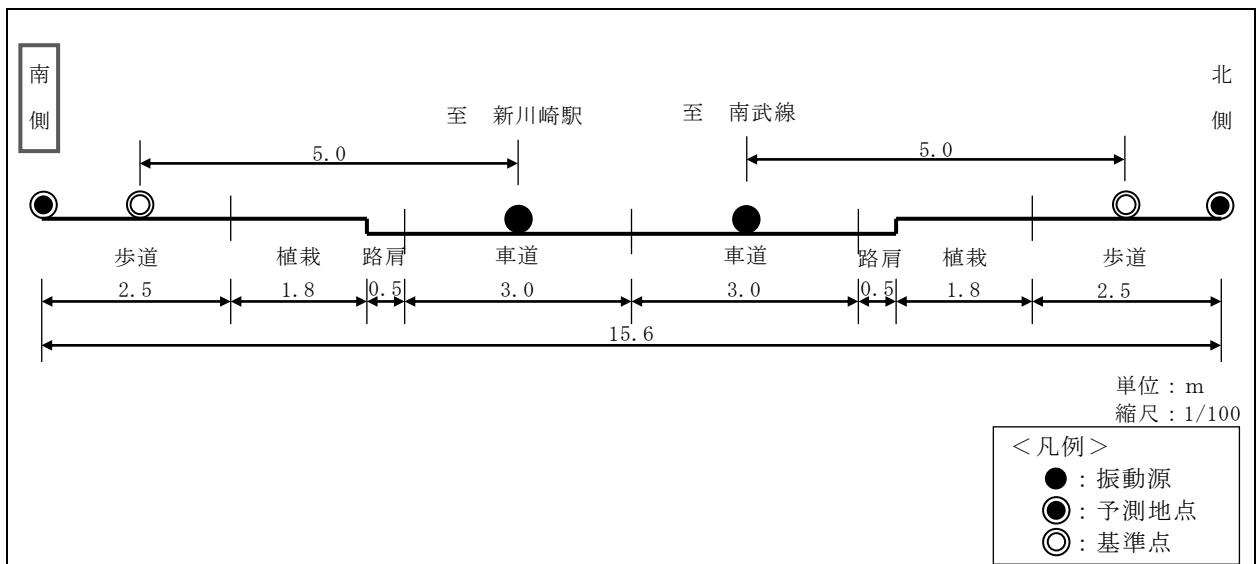 南側
北側
至 新川崎駅
至 南武線
5.0
5.0
歩道
植栽
路肩
車道
車道
路肩
植栽
歩道
2.5
1.8
0.5
3.0
3.0
0.5
1.8
2.5
15.6
単位：m
縮尺：1/100
＜凡例＞
：振動源
：予測地点
：基準点